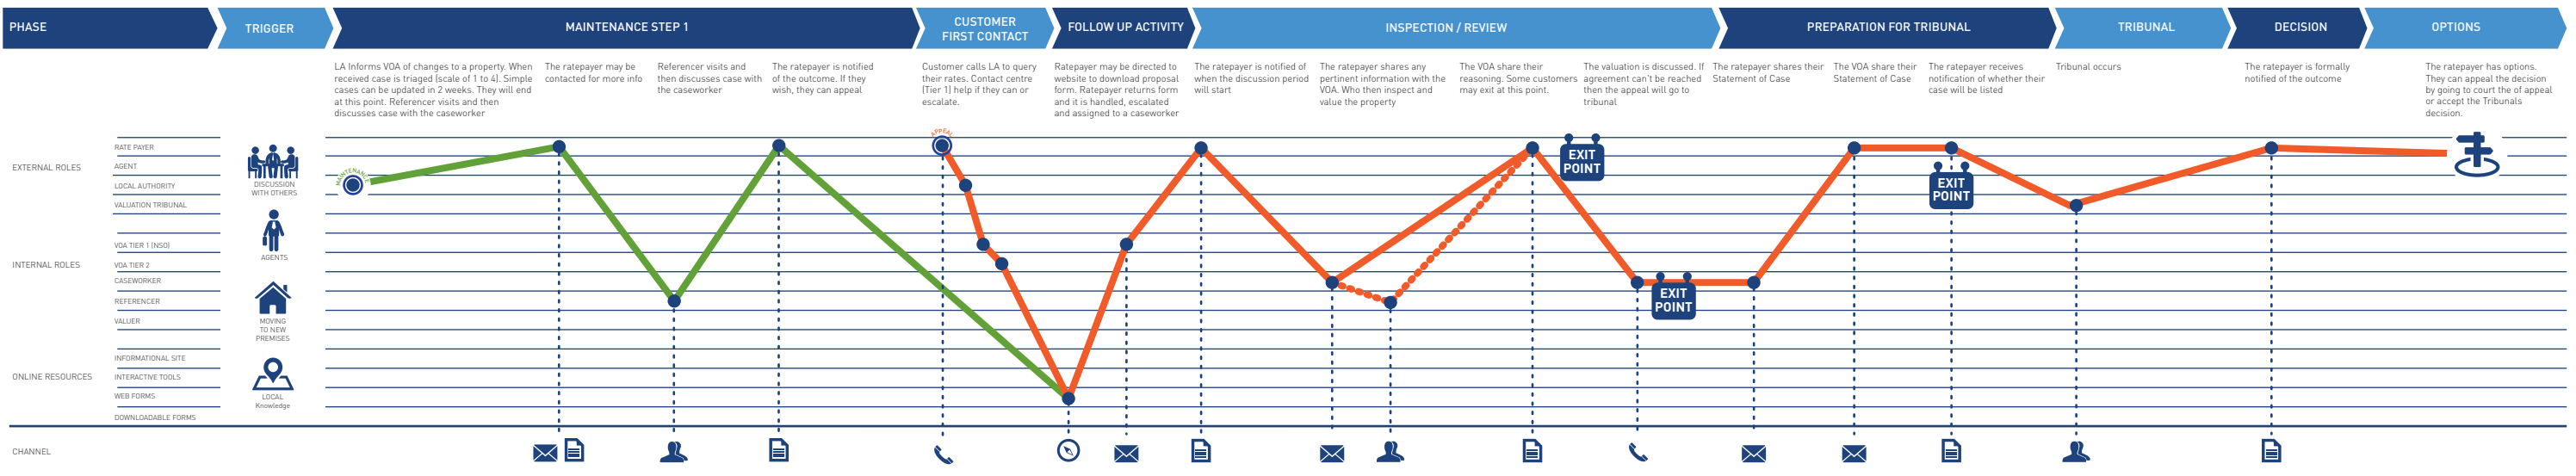 PHASE
TRIGGER
MAINTENANCE STEP 1
CUSTOMER
FIRST CONTACT
FOLLOW UP ACTIVITY
INSPECTION / REVIEW
PREPARATION FOR TRIBUNAL
TRIBUNAL
DECISION
OPTIONS
LA Informs VOA of changes to a property. When
received case is triaged (scale of 1 to 4). Simple
cases can be updated in 2 weeks. They will end
at this point. Referencer visits and then
discusses case with the caseworker
The ratepayer may be
contacted for more info
Referencer visits and
then discusses case with
the caseworker
The ratepayer is notified
of the outcome. If they
wish, they can appeal
Customer calls LA to query
their rates. Contact centre
(Tier 1) help if they can or
escalate.
Ratepayer may be directed to
website to download proposal
form. Ratepayer returns form
and it is handled, escalated
and assigned to a caseworker
The ratepayer is notified of
when the discussion period
will start
The ratepayer shares any
pertinent information with the
VOA. Who then inspect and
value the property
The VOA share their
reasoning. Some customers
may exit at this point.
The valuation is discussed. If
agreement can't be reached
then the appeal will go to
tribunal
The ratepayer shares their
Statement of Case
The VOA share their
Statement of Case
The ratepayer receives
notification of whether their
case will be listed
Tribunal occurs
The ratepayer is formally
notified of the outcome
The ratepayer has options.
They can appeal the decision
by going to court the of appeal
or accept the Tribunals
decision.
EXTERNAL ROLES
RATE PAYER
AGENT
LOCAL AUTHORITY
VALUATION TRIBUNAL
INTERNAL ROLES
VOA TIER 1 (NSO)
VOA TIER 2
CASEWORKER
REFERENCER
VALUER
ONLINE RESOURCES
INFORMATIONAL SITE
INTERACTIVE TOOLS
WEB FORMS
DOWNLOADABLE FORMS
DISCUSSION
WITH OTHERS
AGENTS
MOVING
TO NEW
PREMISES
LOCAL
Knowledge
MAINTENANCE
APPEAL
EXIT
POINT
EXIT
POINT
EXIT
POINT
CHANNEL